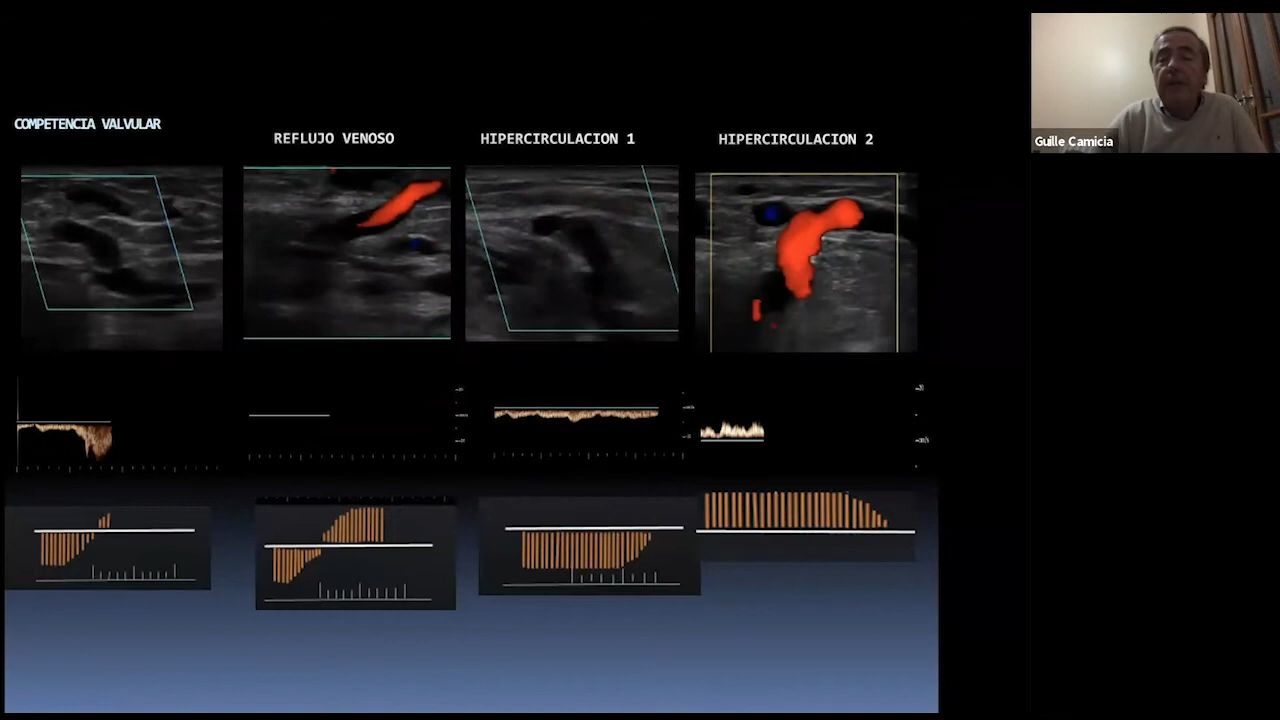 COMPETENCIA VALVULAR
REFLUJO VENOSO
HIPERCIRCULACION 1
HIPERCIRCULACION 2
Guille Camicia